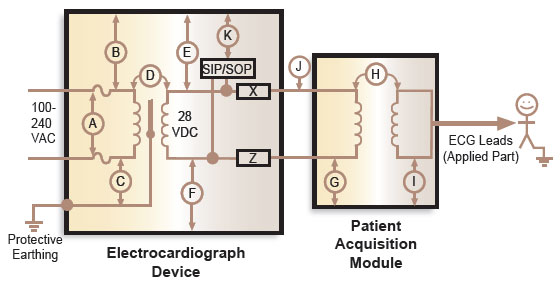 K
B
E
J
D
SIP/SOP
H
X
100-
240
VAC
A
28
VDC
ECG Leads
(Applied Part)
Z
C
G
I
F
Protective
Earthing
Electrocardiograph
Device
Patient
Acquisition
Module